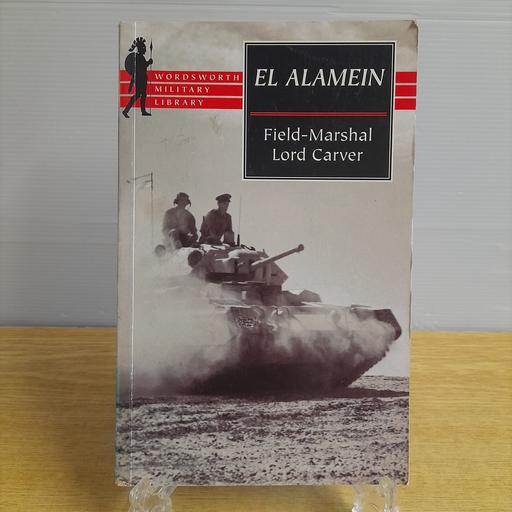 WORDSWORTH
MILITARY
LIBRARY
EL ALAMEIN
Field-Marshal
Lord Carver